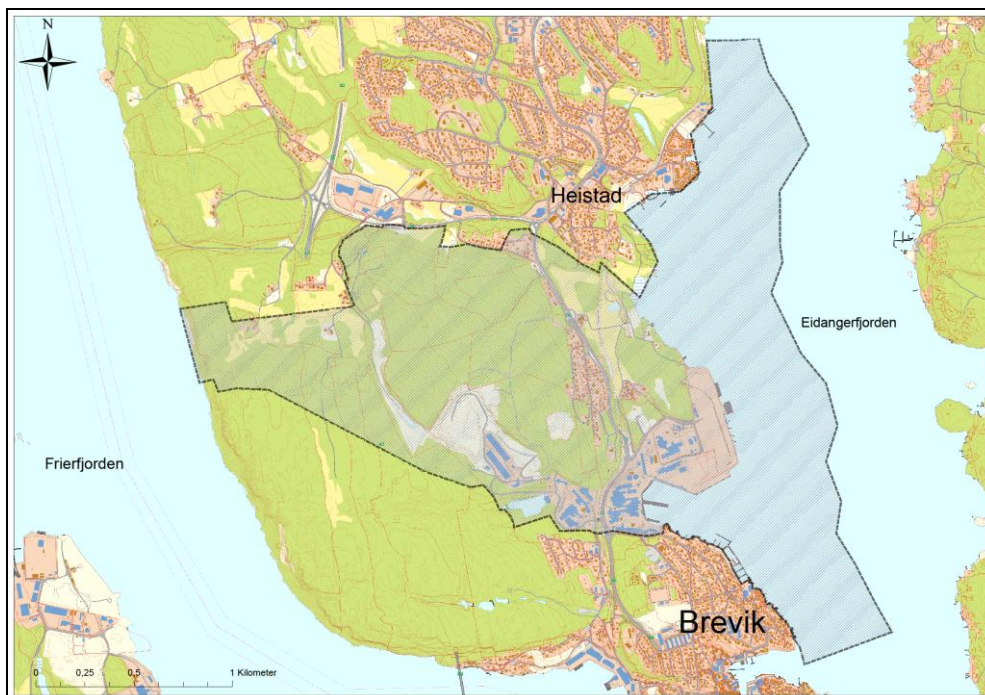 N
Heistad
Eidangerfjorden
Frierfjorden
Brevik
0 0,25 0,5 1 Kilometer